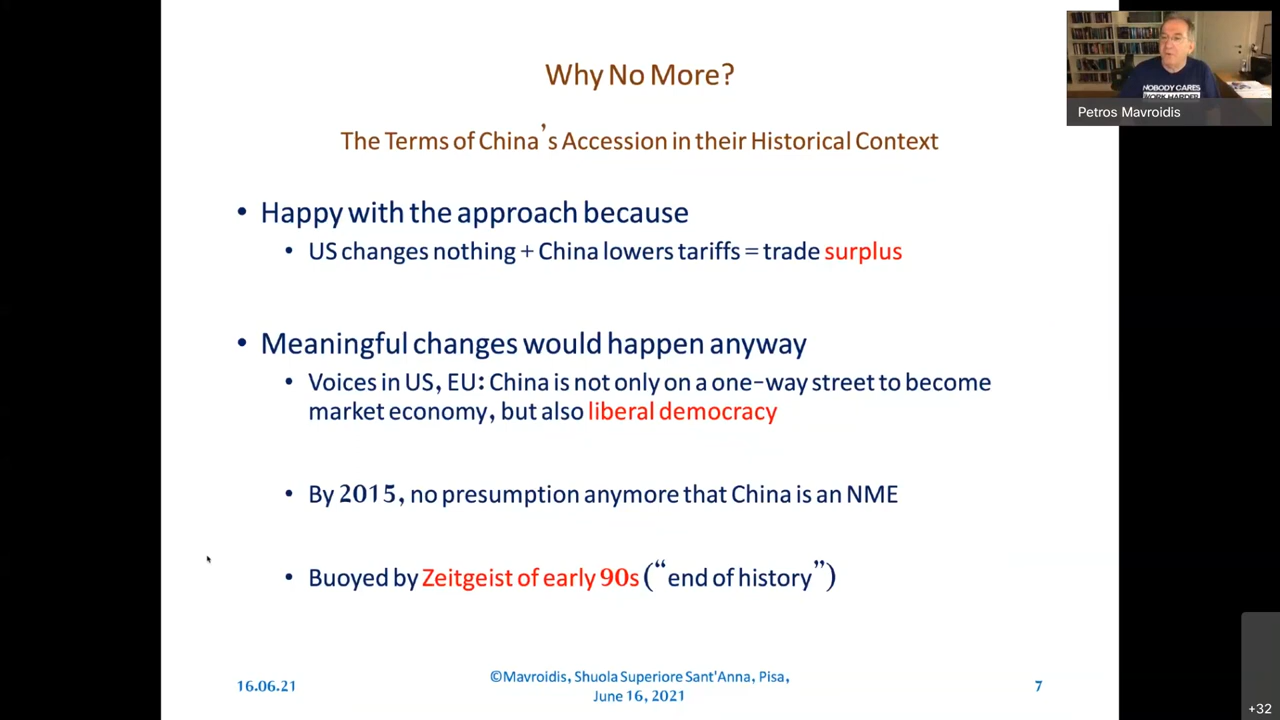 Why No More?
The Terms of China's Accession in their Historical Context
• Happy with the approach because
• US changes nothing + China lowers tariffs = trade surplus
• Meaningful changes would happen anyway
• Voices in US, EU: China is not only on a one-way street to become
market economy, but also liberal democracy
• By 2015, no presumption anymore that China is an NME
• Buoyed by Zeitgeist of early 90s (“end of history”)
16.06.21
©Mavroidis, Shuola Superiore Sant'Anna, Pisa,
June 16, 2021
7
NOBODY CARES
WORK HARDER
Petros Mavroidis
+32